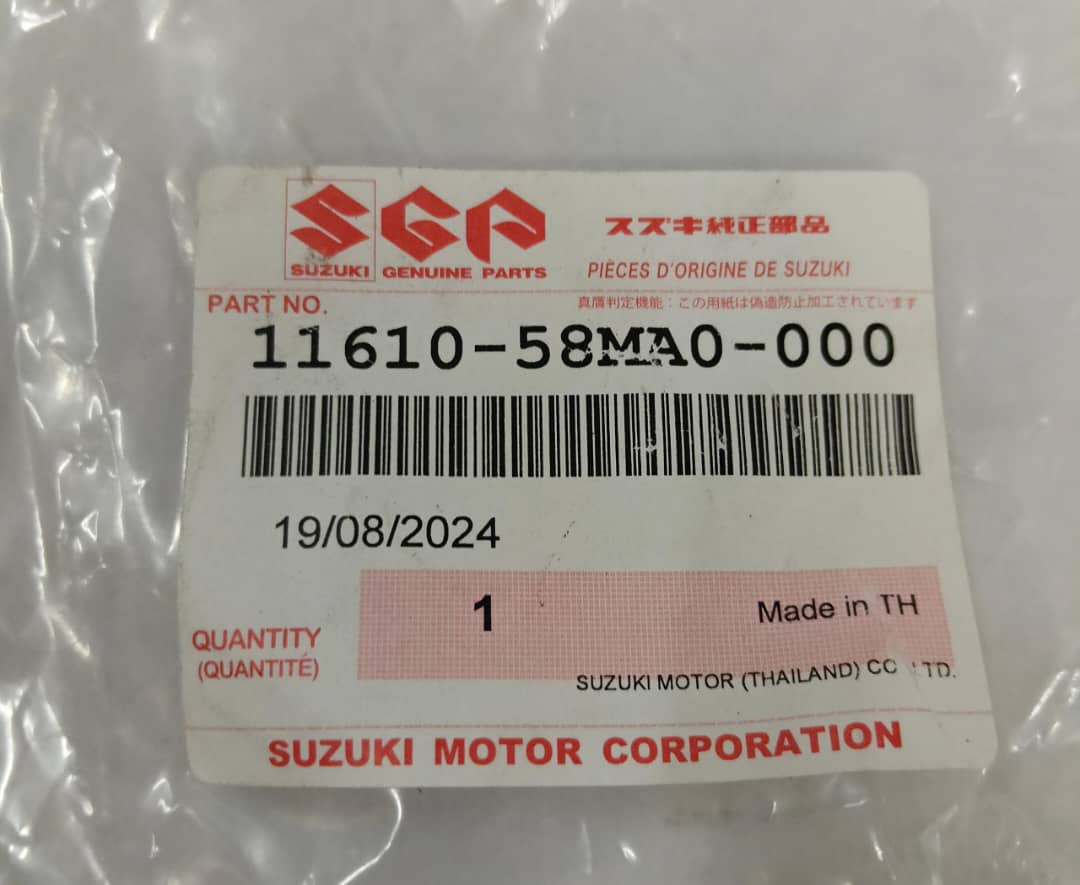 SUZUKI
SGP
GENUINE PARTS
スズキ純正部品
PIÈCES D'ORIGINE DE SUZUKI
PART NO.
真贋判定機能：この用紙は偽造防止加工されています
11610-58MA0-000
19/08/2024
1
Made in TH
QUANTITY
(QUANTITÉ)
SUZUKI MOTOR (THAILAND) CO LTD.
SUZUKI MOTOR CORPORATION